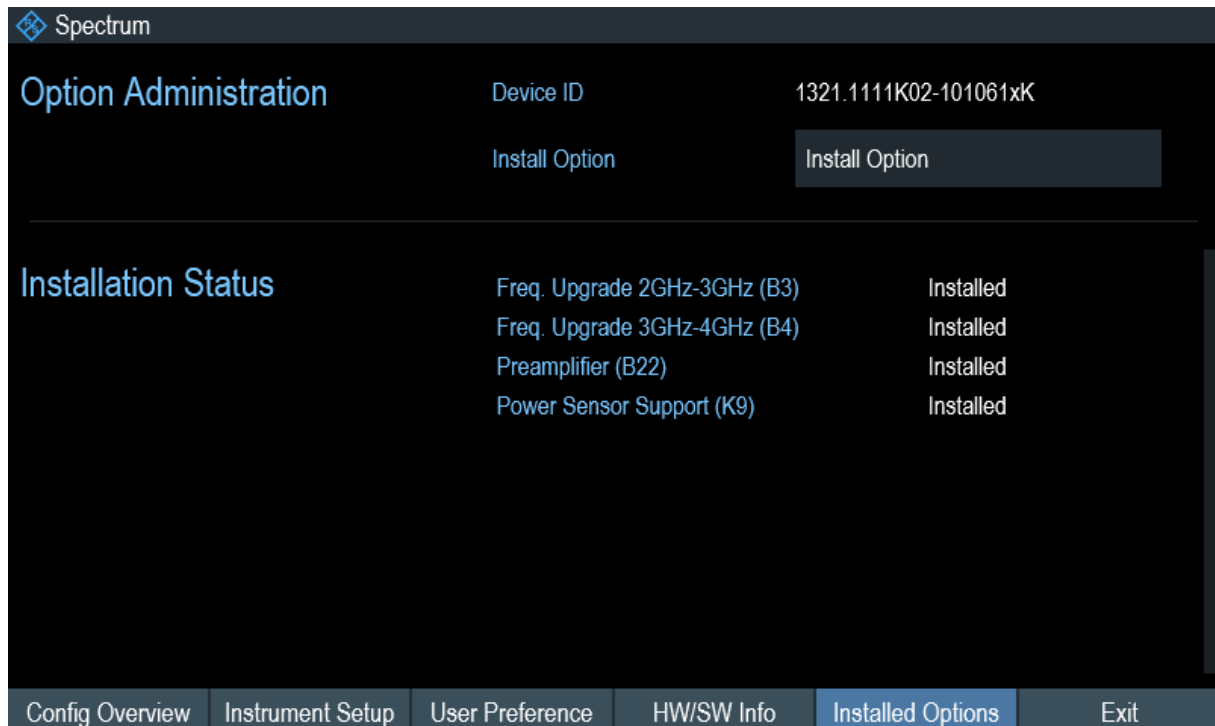 Spectrum
Option Administration
Device ID
1321.1111K02-101061xK
Install Option
Install Option
Installation Status
Freq. Upgrade 2GHz-3GHz (B3)
Installed
Freq. Upgrade 3GHz-4GHz (B4)
Installed
Preamplifier (B22)
Installed
Power Sensor Support (K9)
Installed
Config Overview
Instrument Setup
User Preference
HW/SW Info
Installed Options
Exit